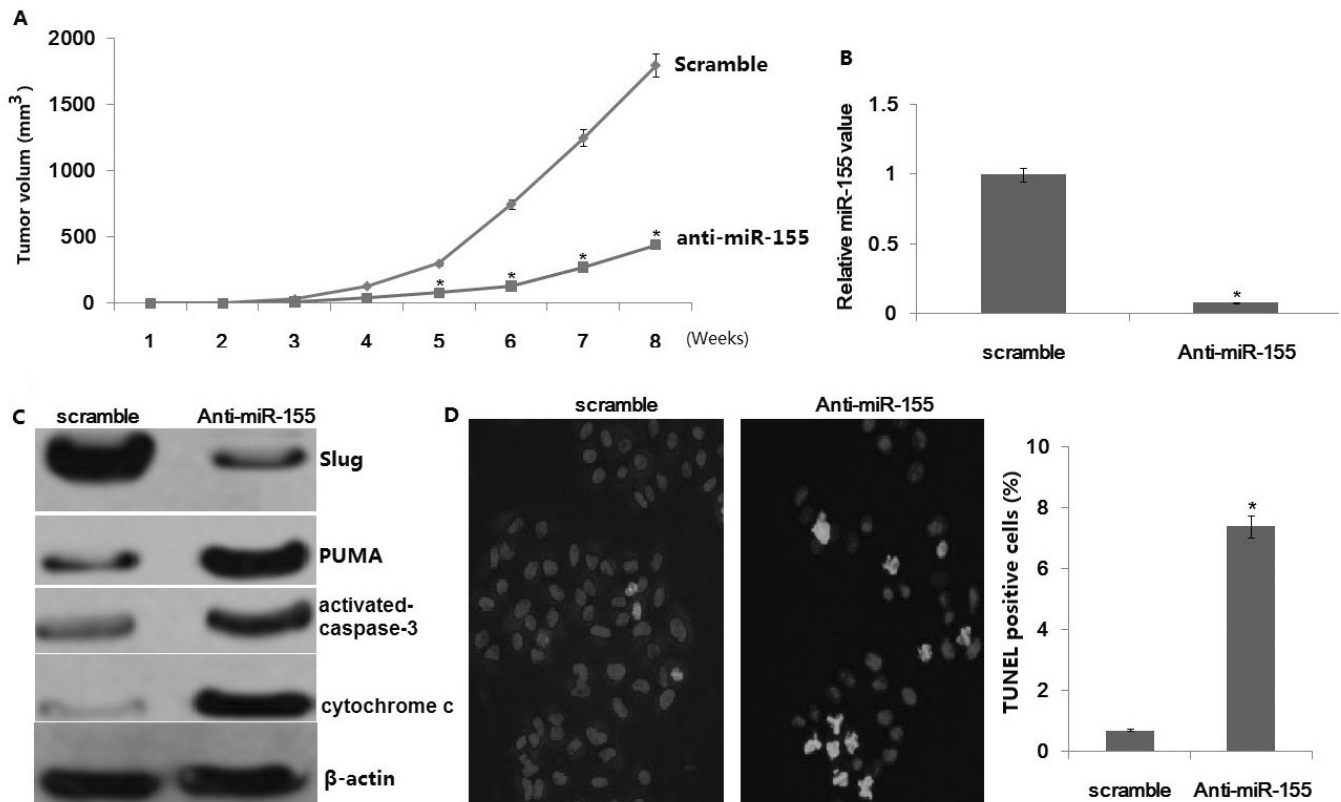 A
Tumor volum (mm3)
2000
1500
1000
500
0
Scramble
anti-miR-155
*
*
*
*
1 2 3 4 5 6 7 8 (Weeks)
B
Relative miR-155 value
1.5
1
0.5
0
*
scramble Anti-miR-155
C
scramble Anti-miR-155
Slug
PUMA
activated-
caspase-3
cytochrome c
β-actin
D
scramble Anti-miR-155
TUNEL positive cells (%)
10
8
6
4
2
0
*
scramble Anti-miR-155